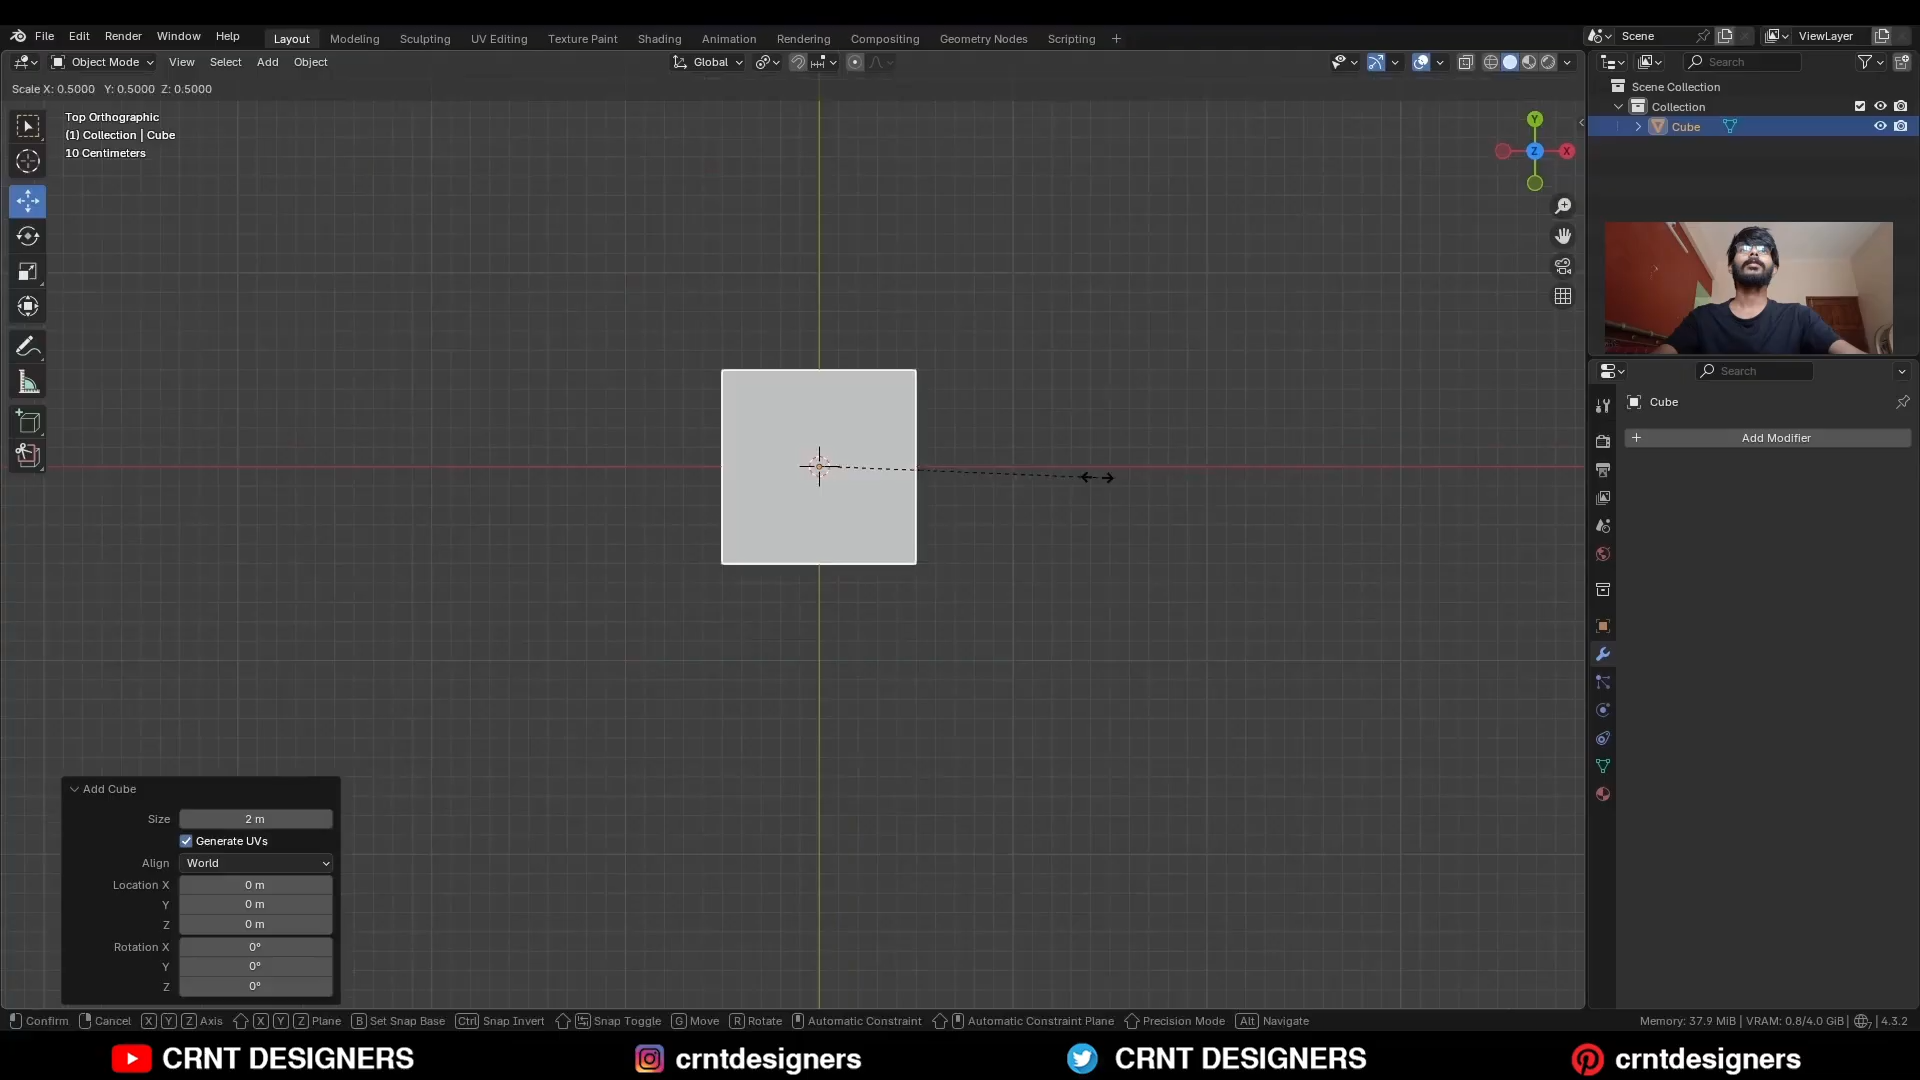 File Edit Render Window Help Layout Modeling Sculpting UV Editing Texture Paint Shading Animation Rendering Compositing Geometry Nodes Scripting + Scene ViewLayer
Object Mode View Select Add Object Global Search
Scale X: 0.5000 Y: 0.5000 Z: 0.5000
Top Orthographic
(1) Collection | Cube
10 Centimeters
Y
Z X
Scene Collection
Collection
Cube
Search
Cube
+ Add Modifier
Add Cube
Size 2 m
Generate UVs
Align World
Location X 0 m
Y 0 m
Z 0 m
Rotation X 0°
Y 0°
Z 0°
Confirm Cancel X Y Z Axis X Y Z Plane B Set Snap Base Ctrl Snap Invert Snap Toggle G Move R Rotate Automatic Constraint Automatic Constraint Plane Precision Mode Alt Navigate Memory: 37.9 MiB | VRAM: 0.8/4.0 GiB | 7 | 4.3.2
CRNT DESIGNERS crntdesigners CRNT DESIGNERS crntdesigners